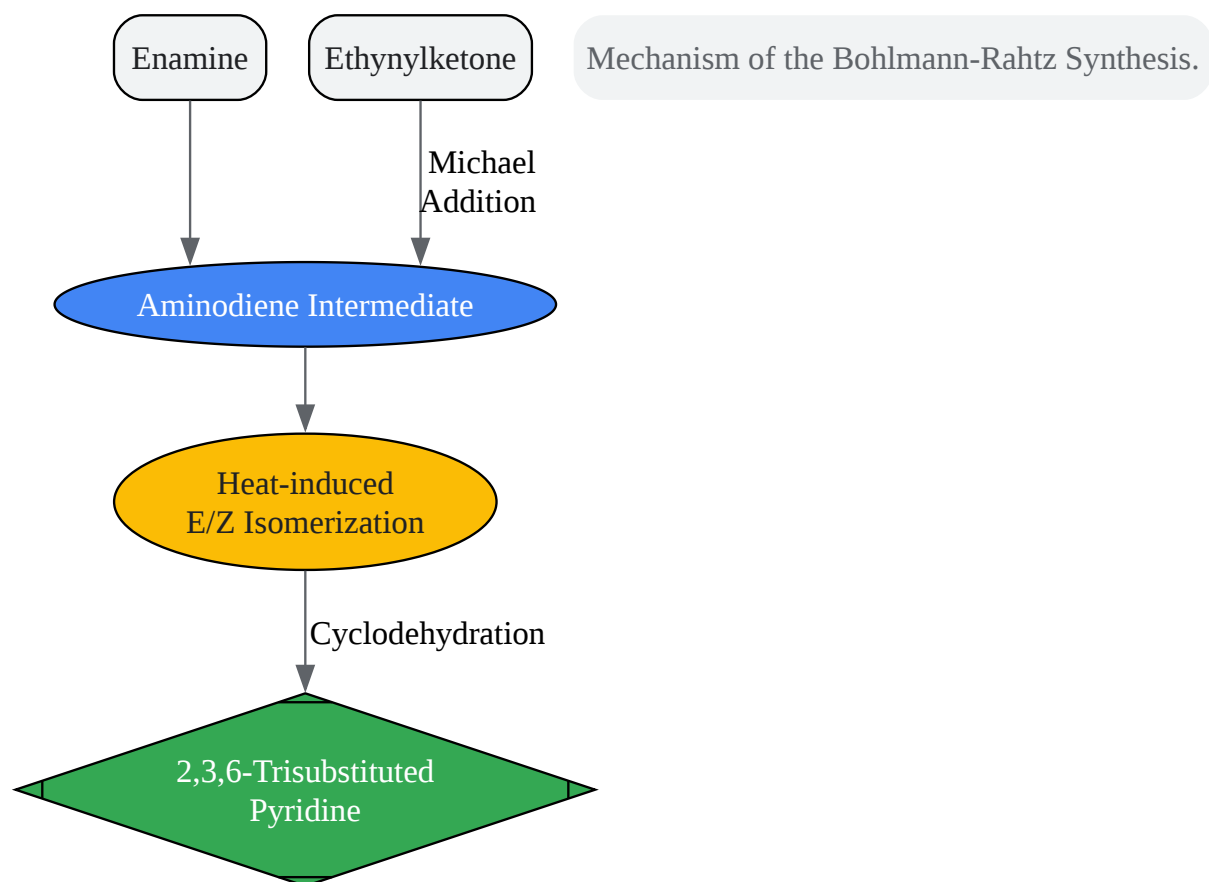 Enamine
Ethynylketone
Mechanism of the Bohlmann-Rahtz Synthesis.
Michael
Addition
Aminodiene Intermediate
Heat-induced
E/Z Isomerization
Cyclodehydration
2,3,6-Trisubstituted
Pyridine